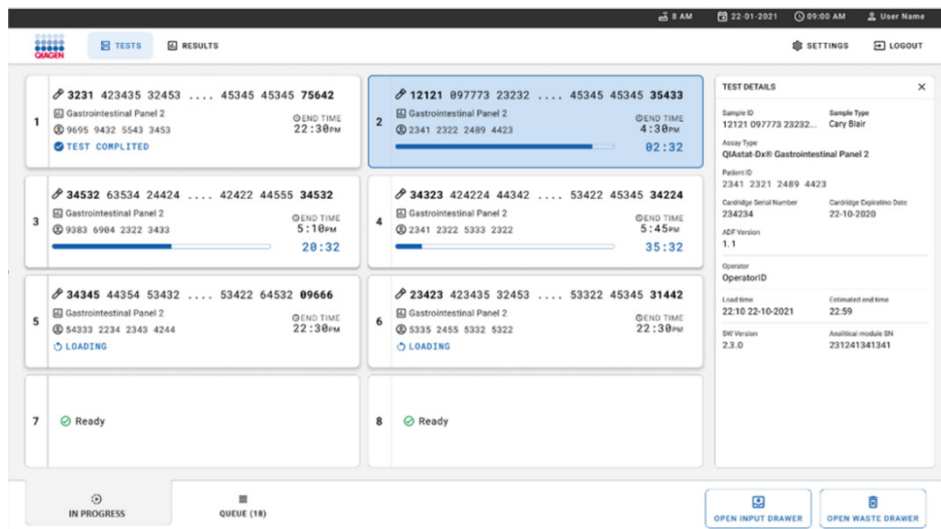 8 AM 22-01-2021 09:00 AM User Name
QIAGEN TESTS RESULTS SETTINGS LOGOUT
1
3231 423435 32453 .... 45345 45345 75642
Gastrointestinal Panel 2
9695 9432 5543 3453
END TIME
22:30PM
TEST COMPLITED
2
12121 097773 23232 .... 45345 45345 35433
Gastrointestinal Panel 2
2341 2322 2489 4423
END TIME
4:30PM
02:32
3
34532 63534 24424 .... 42422 44555 34532
Gastrointestinal Panel 2
9383 6904 2322 3433
END TIME
5:10PM
20:32
4
34323 424224 44342 .... 53422 45345 34224
Gastrointestinal Panel 2
2341 2322 5333 2322
END TIME
5:45PM
35:32
5
34345 44354 53432 .... 53422 64532 09666
Gastrointestinal Panel 2
54333 2234 2343 4244
END TIME
22:30PM
LOADING
6
23423 423435 32453 .... 53322 45345 31442
Gastrointestinal Panel 2
5335 2455 5332 5322
END TIME
22:30PM
LOADING
7 Ready
8 Ready
TEST DETAILS
Sample ID Sample Type
12121 097773 23232... Cary Blair
Assay Type
QIAstat-Dx® Gastrointestinal Panel 2
Patient ID
2341 2321 2489 4423
Cardridge Serial Number Cardridge Expiratino Date
234234 22-10-2020
ADF Version
1.1
Operator
OperatorID
Load time Estimated end time
22:10 22-10-2021 22:59
SW Version Analitical module SN
2.3.0 231241341341
IN PROGRESS QUEUE (18) OPEN INPUT DRAWER OPEN WASTE DRAWER